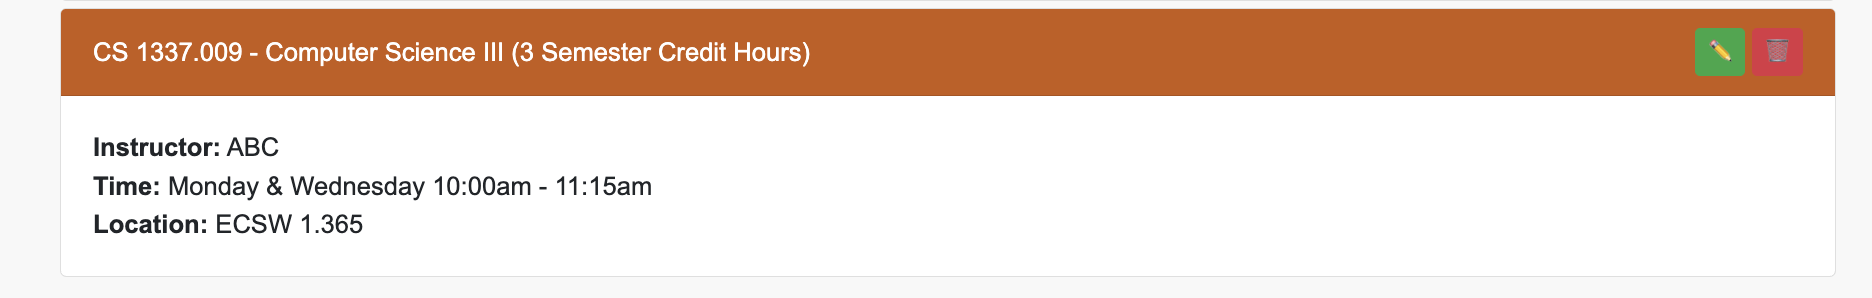 CS 1337.009 - Computer Science III (3 Semester Credit Hours)
Instructor: ABC
Time: Monday & Wednesday 10:00am - 11:15am
Location: ECSW 1.365